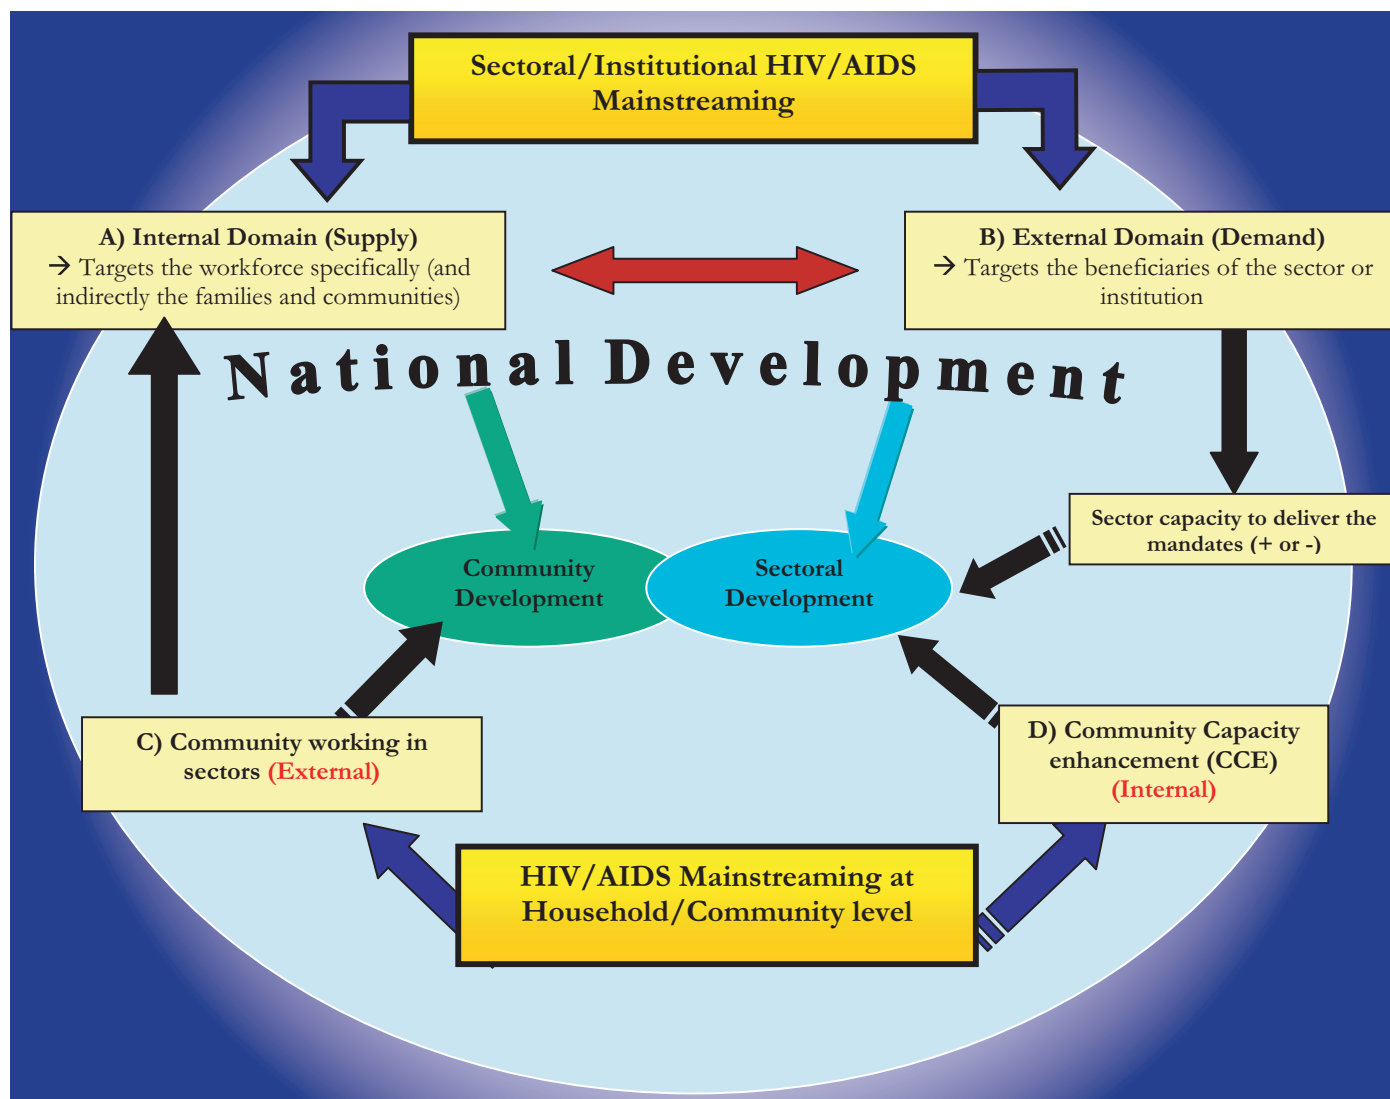 Sectoral/Institutional HIV/AIDS
Mainstreaming
A) Internal Domain (Supply)
→ Targets the workforce specifically (and
indirectly the families and communities)
B) External Domain (Demand)
→ Targets the beneficiaries of the sector or
institution
National Development
Sector capacity to deliver the
mandates (+ or -)
Community
Development
Sectoral
Development
C) Community working in
sectors (External)
D) Community Capacity
enhancement (CCE)
(Internal)
HIV/AIDS Mainstreaming at
Household/Community level